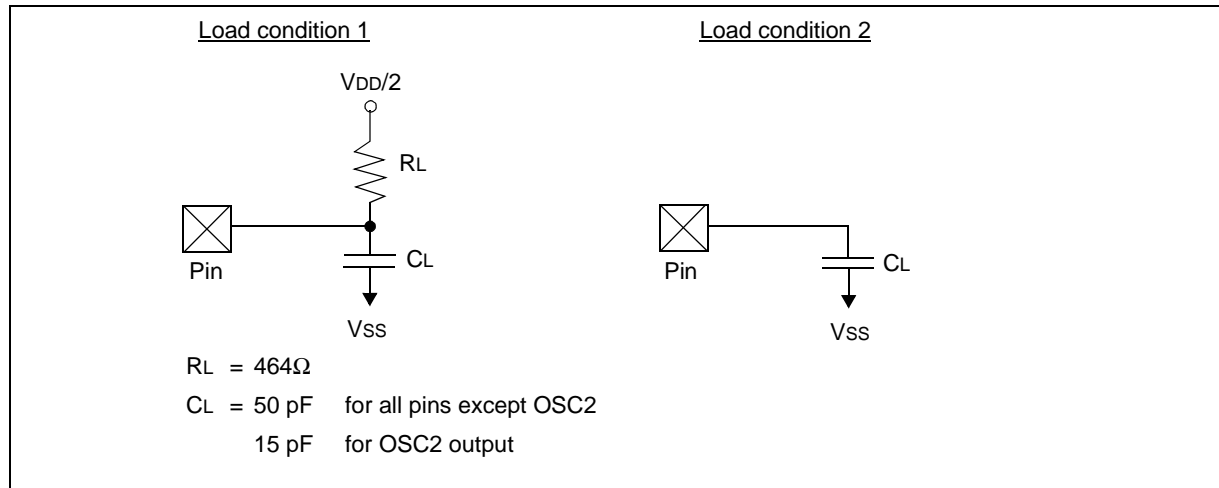 Load condition 1
Load condition 2
VDD/2
RL
CL
Pin
VSS
CL
Pin
VSS
RL = 464Ω
CL = 50 pF for all pins except OSC2
15 pF for OSC2 output